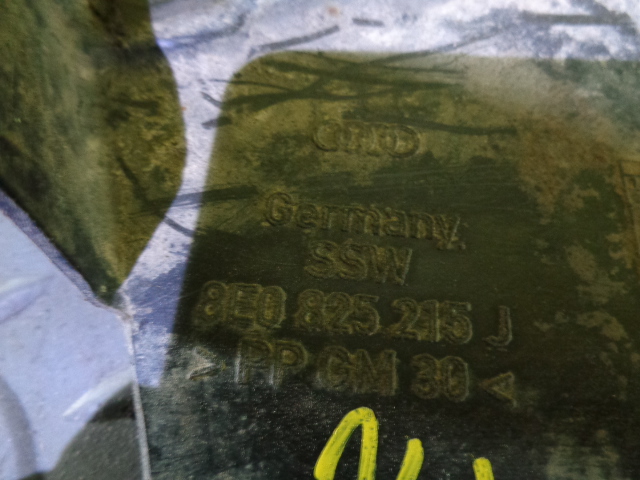 Germany
SSW
8E0 825 215 J
> PP GM 30 <